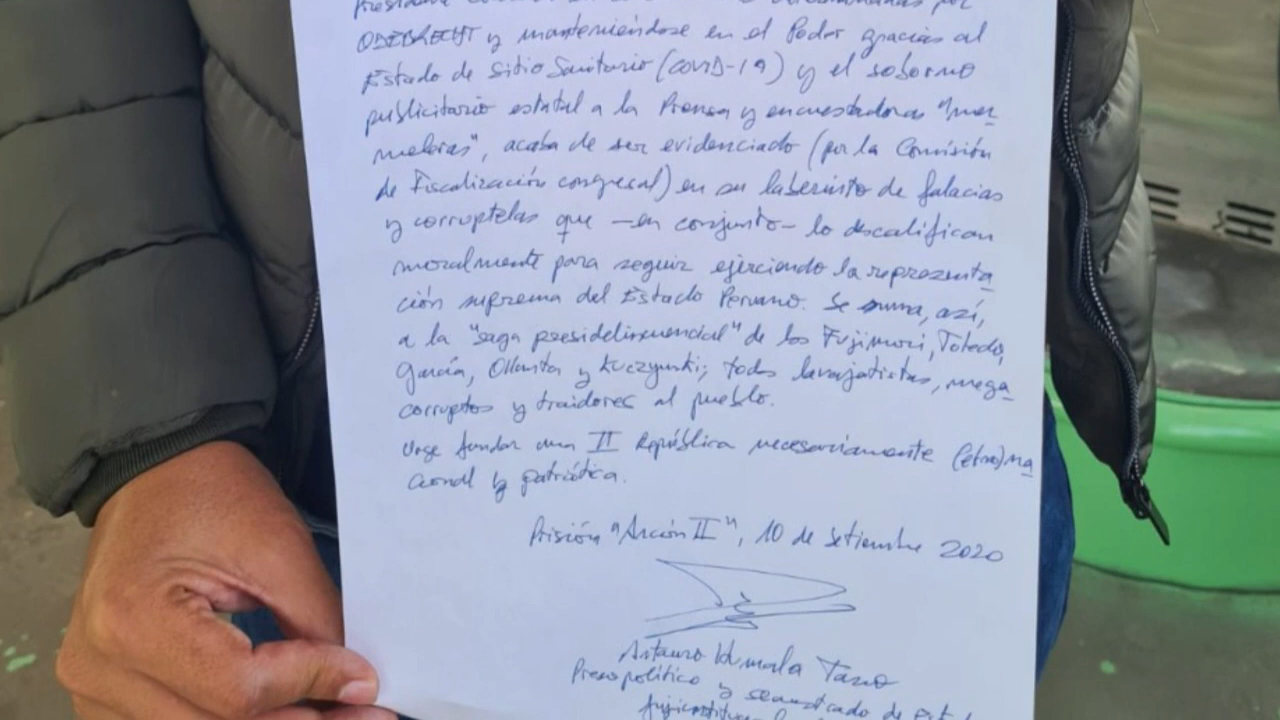 Presidente
por
ODEBRECHT y manteniéndose en el Poder gracias al
Estado de Sitio Sanitario (COVID-19) y el soborno
publicitario estatal a la Prensa y encuestadoras "mer
meleras", acaba de ser evidenciado (por la Comisión
de Fiscalización congresal) en su laberinto de falacias
y corruptelas que —en conjunto— lo descalifican
moralmente para seguir ejerciendo la representa
ción suprema del Estado Peruano. Se suma, así,
a la "saga presidelincuencial" de los Fujimori, Toledo,
García, Ollanta y Kuczynski; todos lavajatistas, mega
corruptos y traidores al pueblo.
Urge fundar una II República necesariamente (etno)na
cional y patriótica.
Prisión "Ancón II", 10 de Setiembre 2020
Antauro Humala Tasso
Preso político y secuestrado de